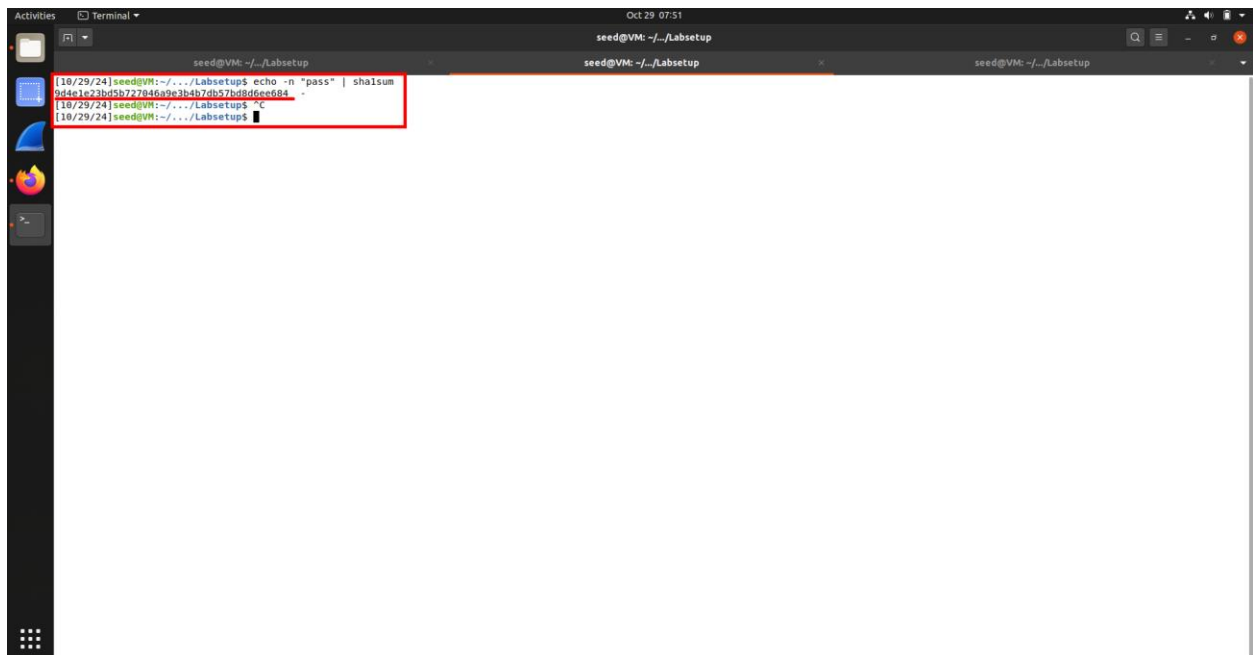 Activities Terminal Oct 29 07:51
seed@VM: ~/.../Labsetup
seed@VM: ~/.../Labsetup seed@VM: ~/.../Labsetup seed@VM: ~/.../Labsetup
[10/29/24]seed@VM:~/.../Labsetup$ echo -n "pass" | sha1sum
9d4e1e23bd5b727046a9e3b4b7db57bd8d6ee684 -
[10/29/24]seed@VM:~/.../Labsetup$ ^C
[10/29/24]seed@VM:~/.../Labsetup$